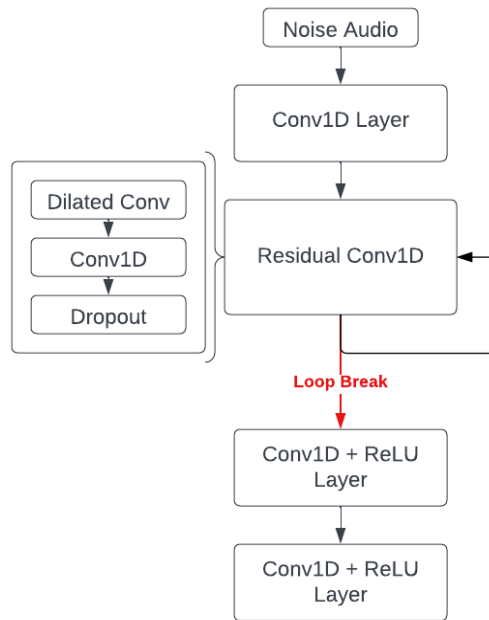 Noise Audio
Conv1D Layer
Dilated Conv
Conv1D
Dropout
Residual Conv1D
Loop Break
Conv1D + ReLU
Layer
Conv1D + ReLU
Layer